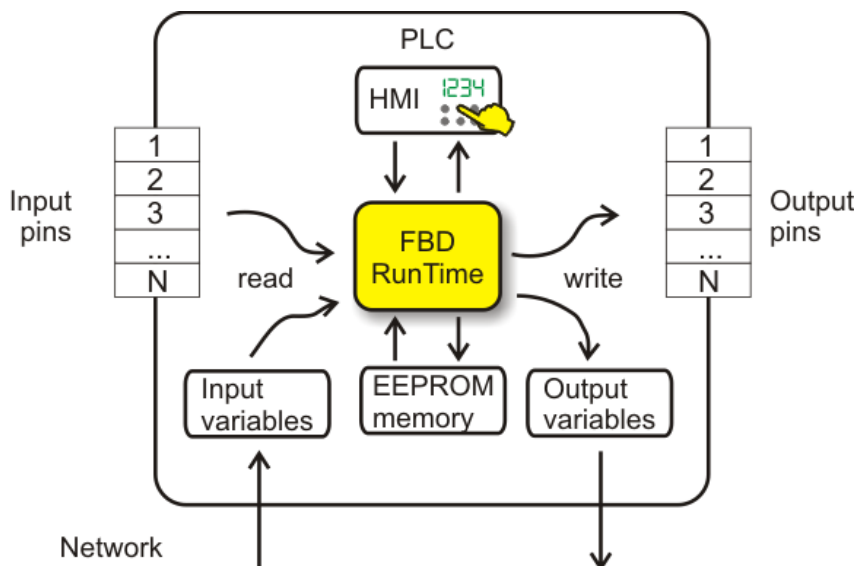 PLC
HMI 1234
1
2
3
...
N
Input
pins
1
2
3
...
N
Output
pins
FBD
RunTime
read
write
Input
variables
EEPROM
memory
Output
variables
Network